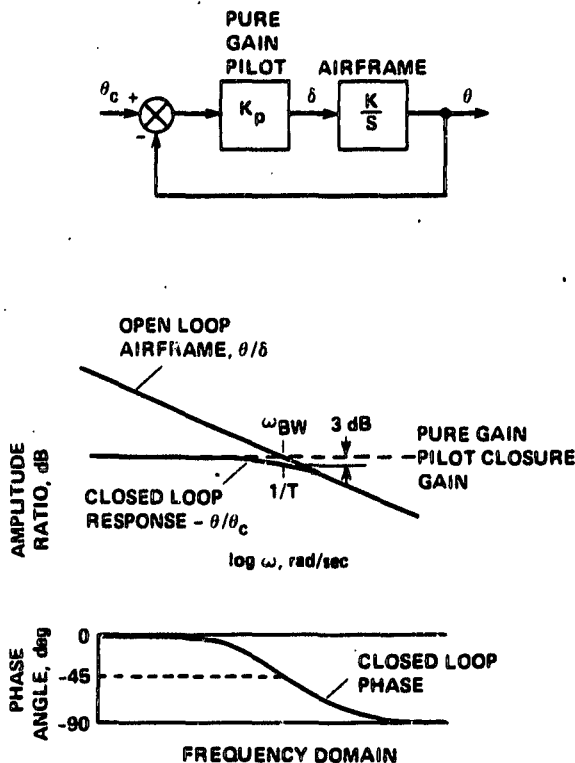 PURE
GAIN
PILOT
AIRFRAME
θc +
Kp
δ
K
S
θ
-
OPEN LOOP
AIRFRAME, θ/δ
ωBW
3 dB
PURE GAIN
PILOT CLOSURE
GAIN
AMPLITUDE
RATIO, dB
CLOSED LOOP
RESPONSE - θ/θc
1/T
log ω, rad/sec
PHASE
ANGLE, deg
0
-45
-90
CLOSED LOOP
PHASE
FREQUENCY DOMAIN